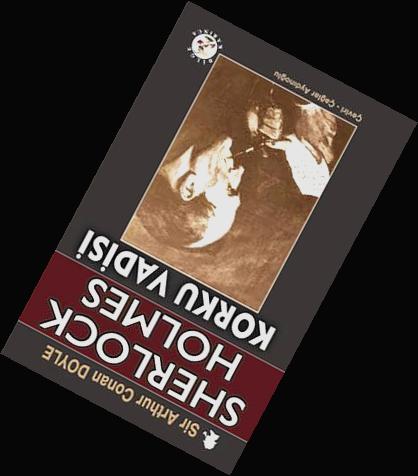 Sir Arthur Conan DOYLE
SHERLOCK
HOLMES
KORKU VADİSİ
Çeviri - Çağlar Aydınoğlu